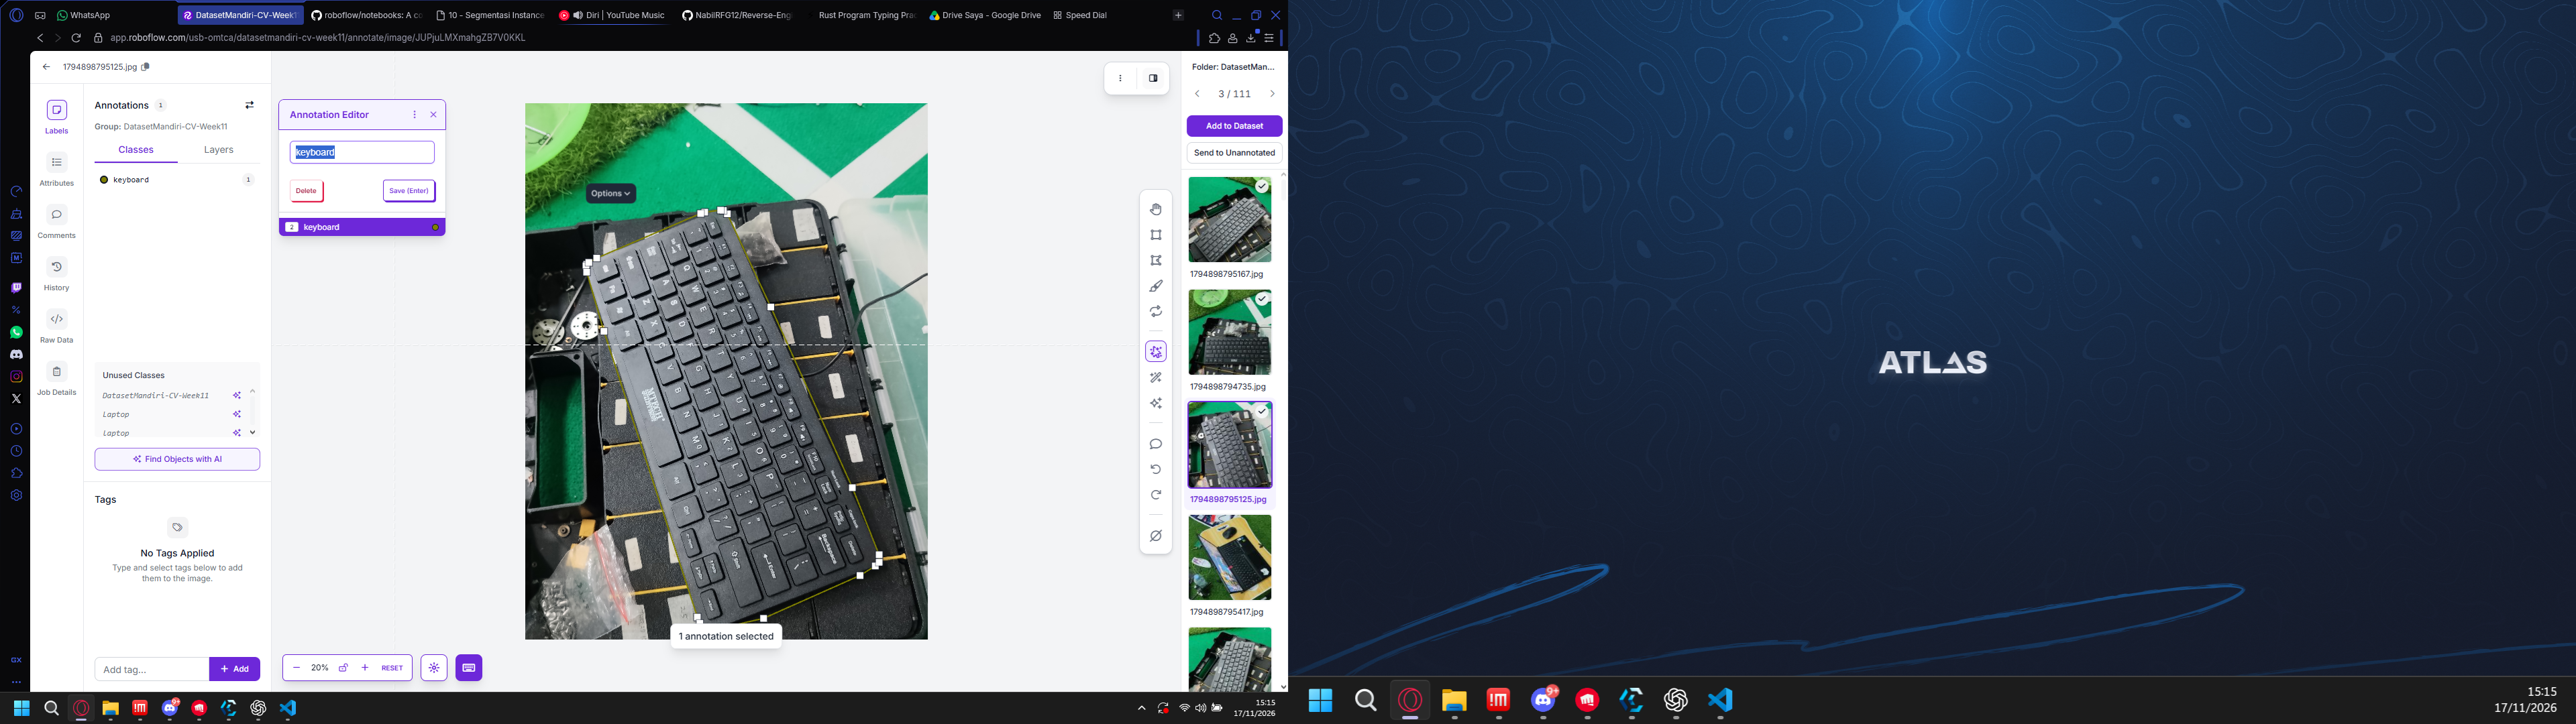 WhatsApp
DatasetMandiri-CV-Week1
roboflow/notebooks: A co
10 - Segmentasi Instance
Diri | YouTube Music
NabilRFG12/Reverse-Eng
Rust Program Typing Prac
Drive Saya - Google Drive
Speed Dial
app.roboflow.com/usb-omtca/datasetmandiri-cv-week11/annotate/image/JUPjuLMXmahgZB7V0KKL
1794898795125.jpg
Labels
Attributes
Comments
History
Raw Data
Job Details
Annotations 1
Group: DatasetMandiri-CV-Week11
Classes Layers
keyboard 1
Unused Classes
DatasetMandiri-CV-Week11
Laptop
laptop
Find Objects with AI
Tags
No Tags Applied
Type and select tags below to add
them to the image.
Add tag...
+ Add
Annotation Editor
keyboard
Delete
Save (Enter)
2 keyboard
Options
Backspace
1 annotation selected
20%
RESET
Folder: DatasetMan...
3 / 111
Add to Dataset
Send to Unannotated
1794898795167.jpg
1794898794735.jpg
1794898795125.jpg
1794898795417.jpg
GX
15:15
17/11/2026
ATLAS
9+
15:15
17/11/2026